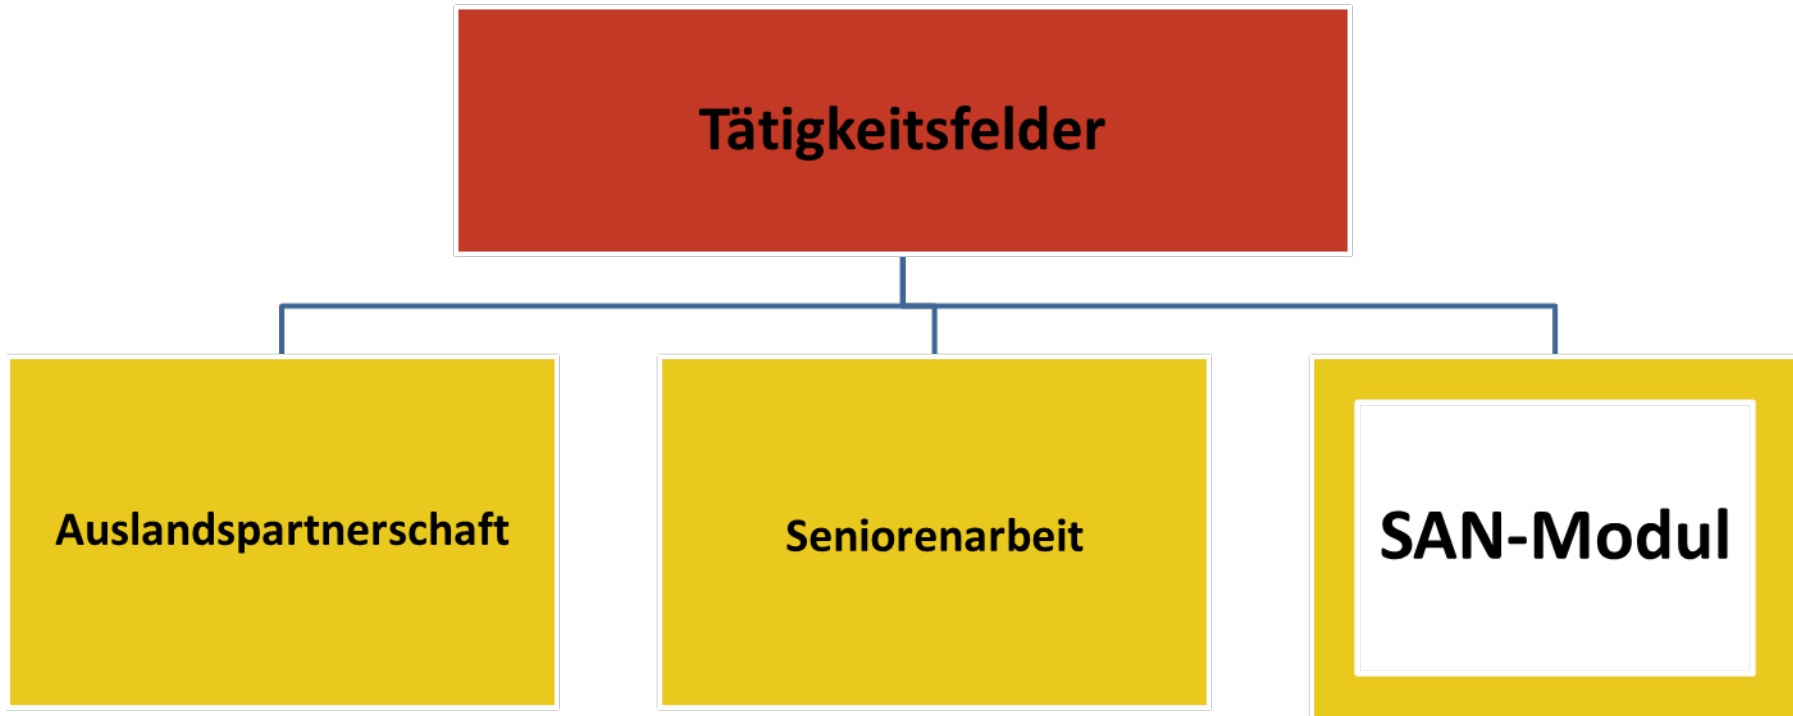 Tätigkeitsfelder
Auslandspartnerschaft
Seniorenarbeit
SAN-Modul